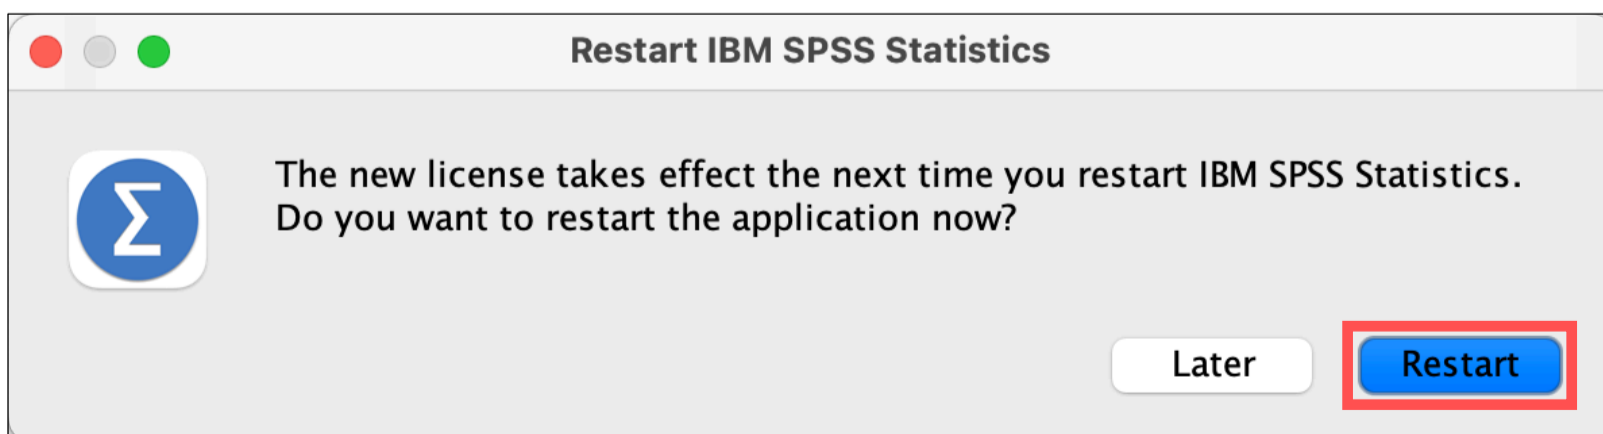 Restart IBM SPSS Statistics
The new license takes effect the next time you restart IBM SPSS Statistics.
Do you want to restart the application now?
Later
Restart